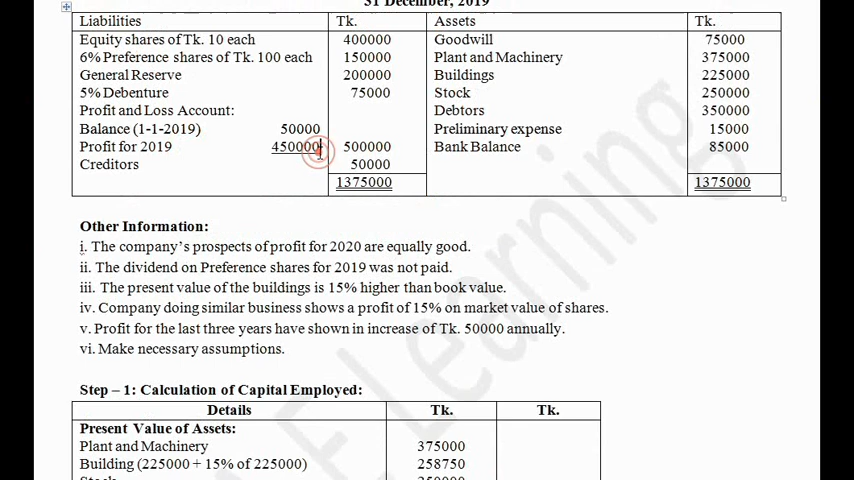 31 December, 2019
Liabilities Tk. Assets Tk.
Equity shares of Tk. 10 each 400000 Goodwill 75000
6% Preference shares of Tk. 100 each 150000 Plant and Machinery 375000
General Reserve 200000 Buildings 225000
5% Debenture 75000 Stock 250000
Profit and Loss Account: Debtors 350000
Balance (1-1-2019) 50000 Preliminary expense 15000
Profit for 2019 450000 500000 Bank Balance 85000
Creditors 50000
1375000 1375000
Other Information:
i. The company's prospects of profit for 2020 are equally good.
ii. The dividend on Preference shares for 2019 was not paid.
iii. The present value of the buildings is 15% higher than book value.
iv. Company doing similar business shows a profit of 15% on market value of shares.
v. Profit for the last three years have shown in increase of Tk. 50000 annually.
vi. Make necessary assumptions.
Step – 1: Calculation of Capital Employed:
Details Tk. Tk.
Present Value of Assets:
Plant and Machinery 375000
Building (225000 + 15% of 225000) 258750
Stock 250000
E Learning